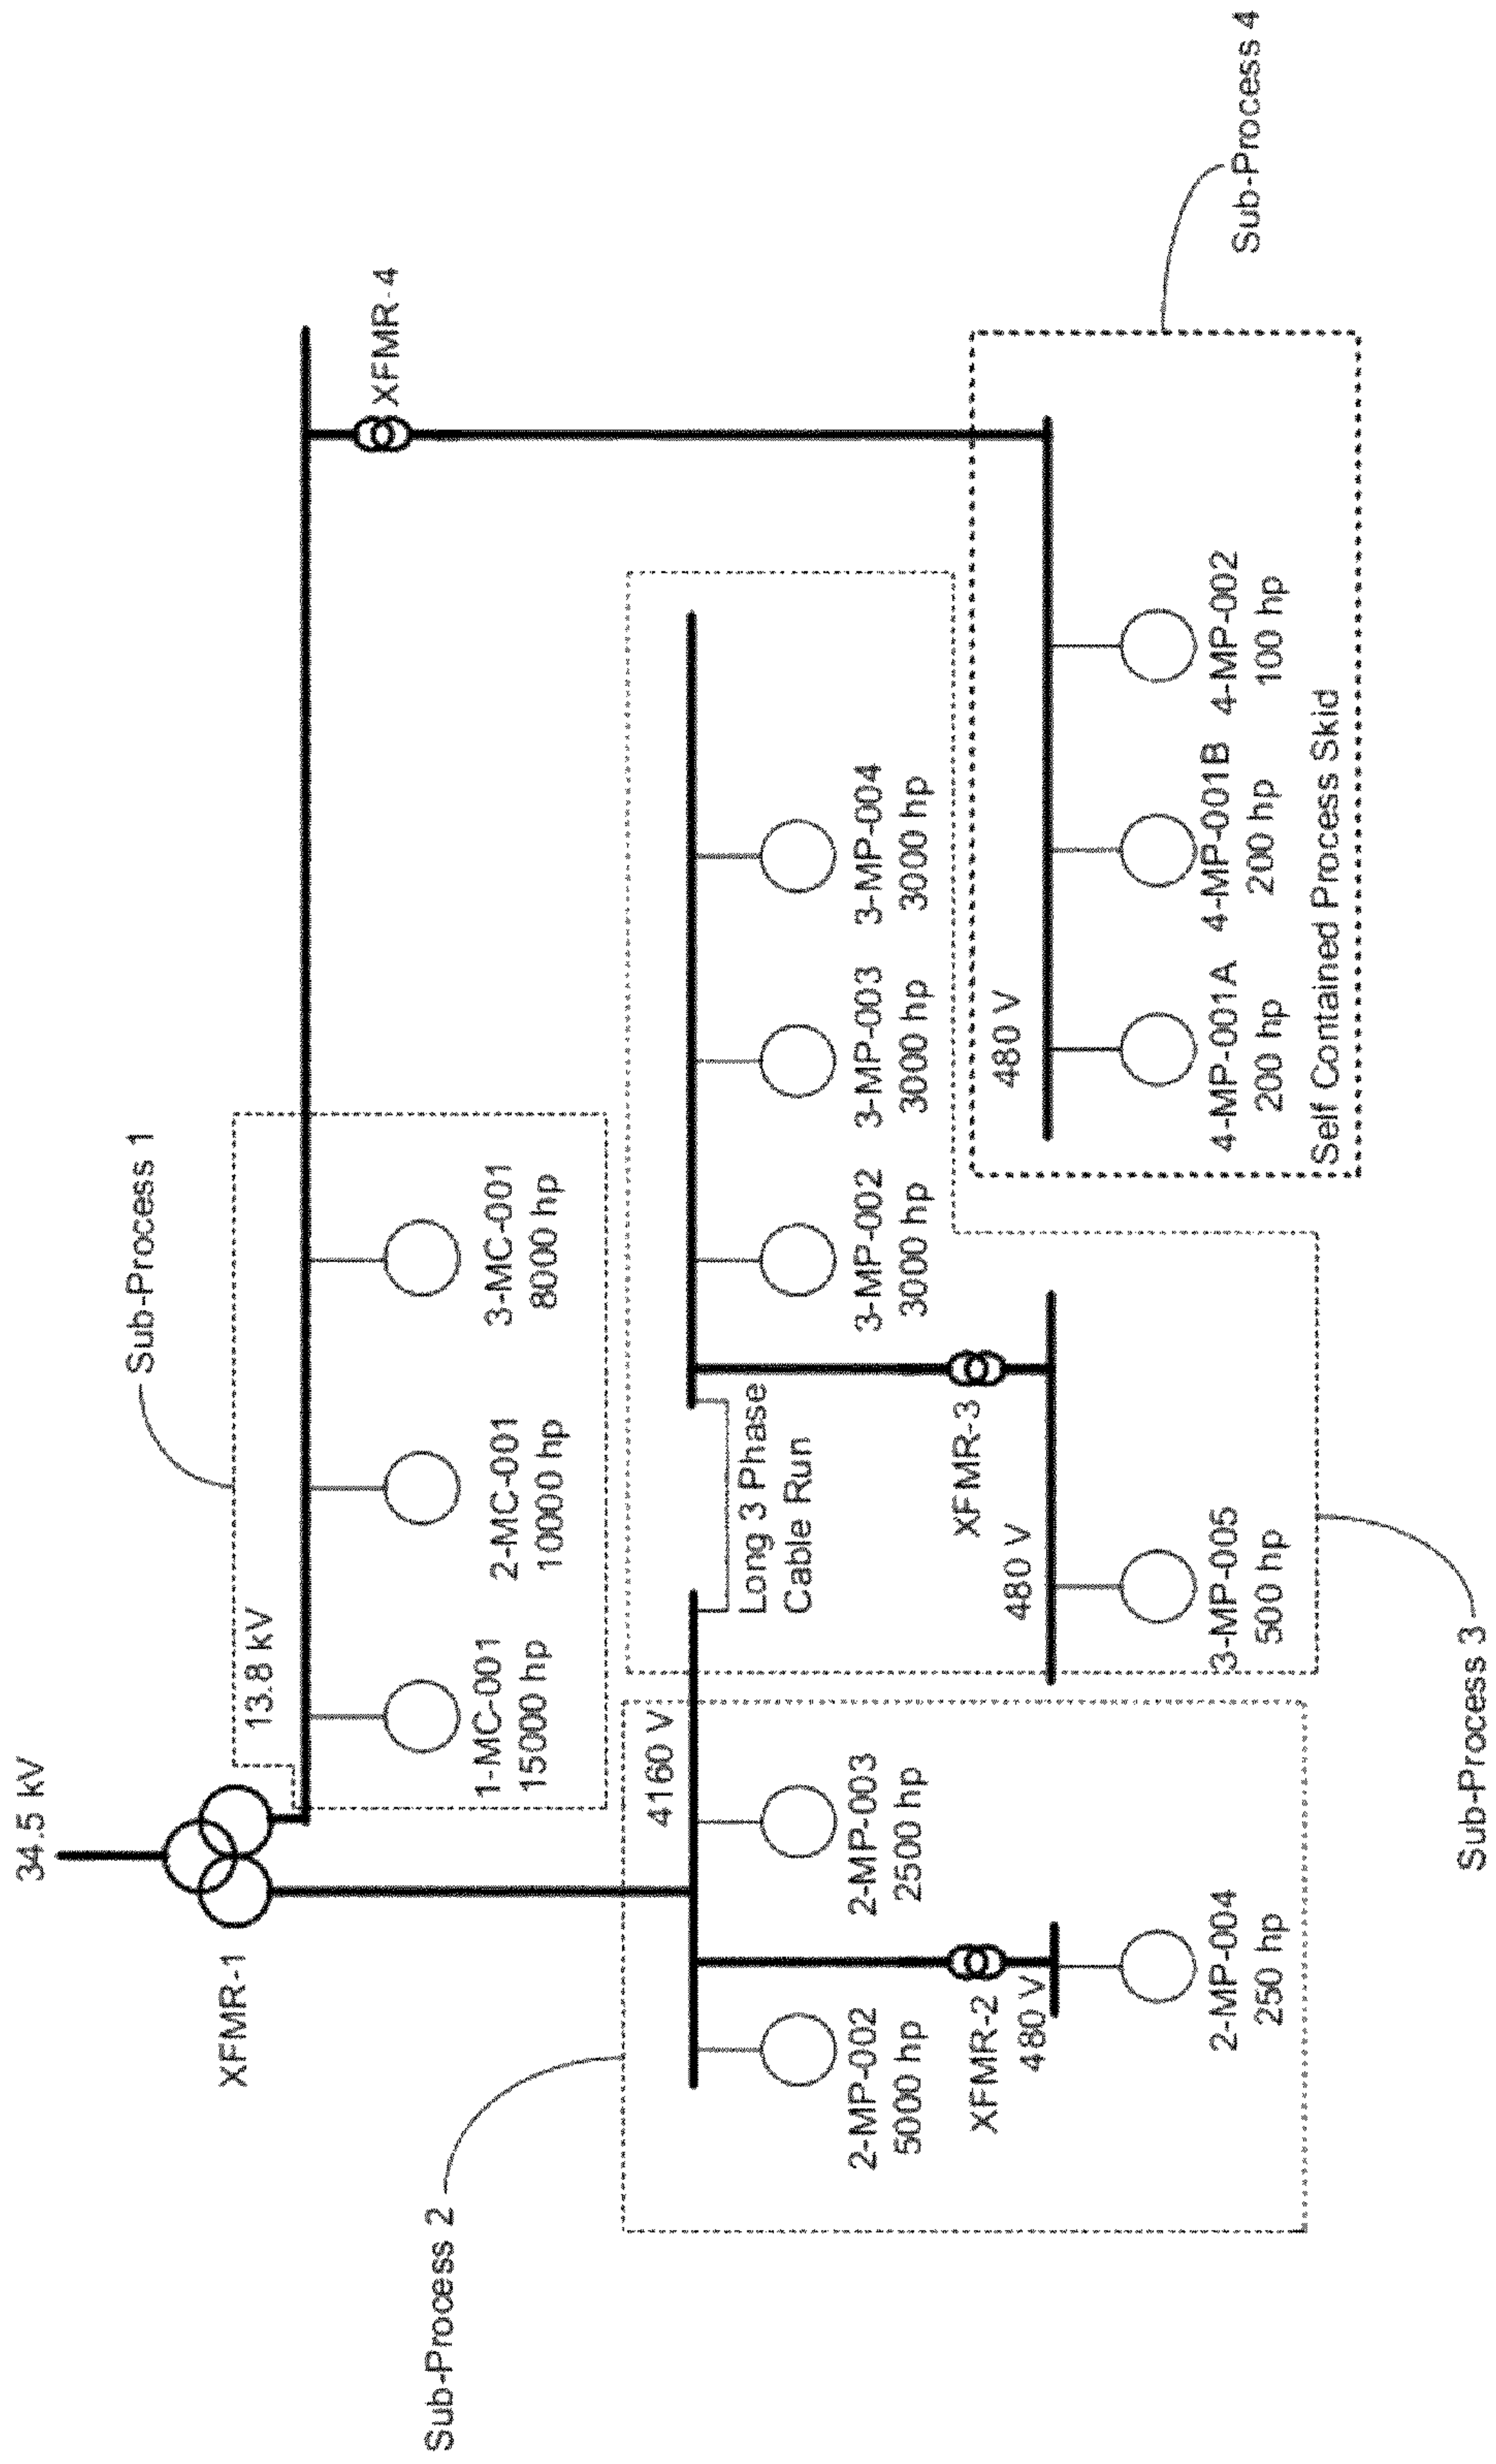 34.5 kV
XFMR-1
Sub-Process 1
13.8 kV
1-MC-001
15000 hp
2-MC-001
10000 hp
3-MC-001
8000 hp
XFMR-4
Sub-Process 2
4160 V
2-MP-002
5000 hp
2-MP-003
2500 hp
XFMR-2
480 V
2-MP-004
250 hp
Long 3 Phase
Cable Run
3-MP-002
3000 hp
3-MP-003
3000 hp
3-MP-004
3000 hp
XFMR-3
480 V
3-MP-005
500 hp
Sub-Process 3
480 V
4-MP-001A
200 hp
4-MP-001B
200 hp
4-MP-002
100 hp
Self Contained Process Skid
Sub-Process 4